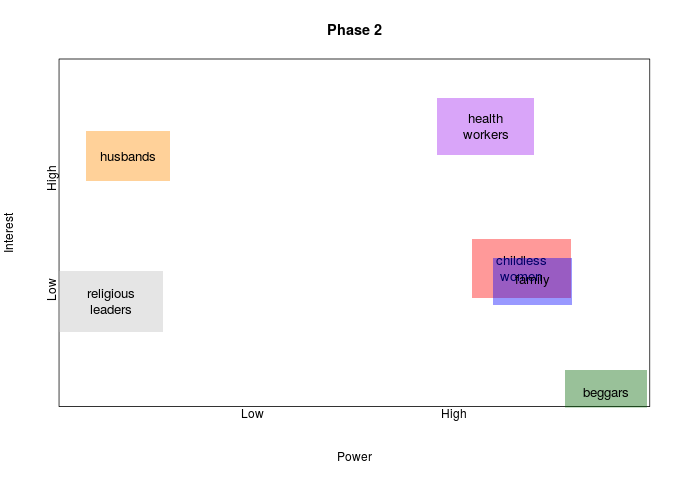 Phase 2
health
workers
husbands
High
Interest
childless
women
family
Low
religious
leaders
beggars
Low
High
Power